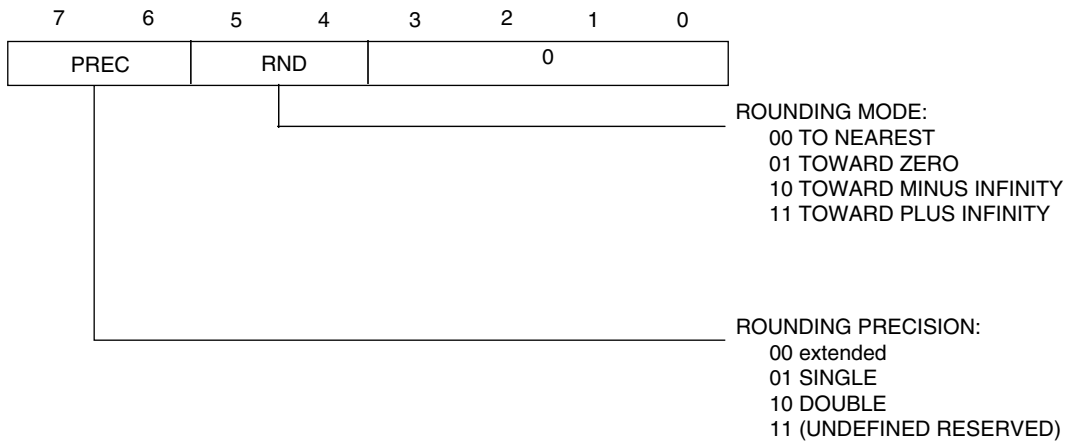 7 6 5 4 3 2 1 0
PREC RND 0
ROUNDING MODE:
00 TO NEAREST
01 TOWARD ZERO
10 TOWARD MINUS INFINITY
11 TOWARD PLUS INFINITY
ROUNDING PRECISION:
00 extended
01 SINGLE
10 DOUBLE
11 (UNDEFINED RESERVED)